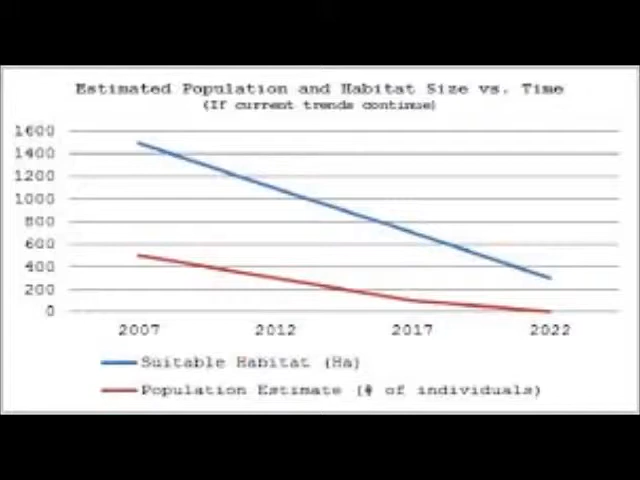 Estimated Population and Habitat Size vs. Time
(If current trends continue)
1600
1400
1200
1000
800
600
400
200
0
2007 2012 2017 2022
Suitable Habitat (Ha)
Population Estimate (# of individuals)